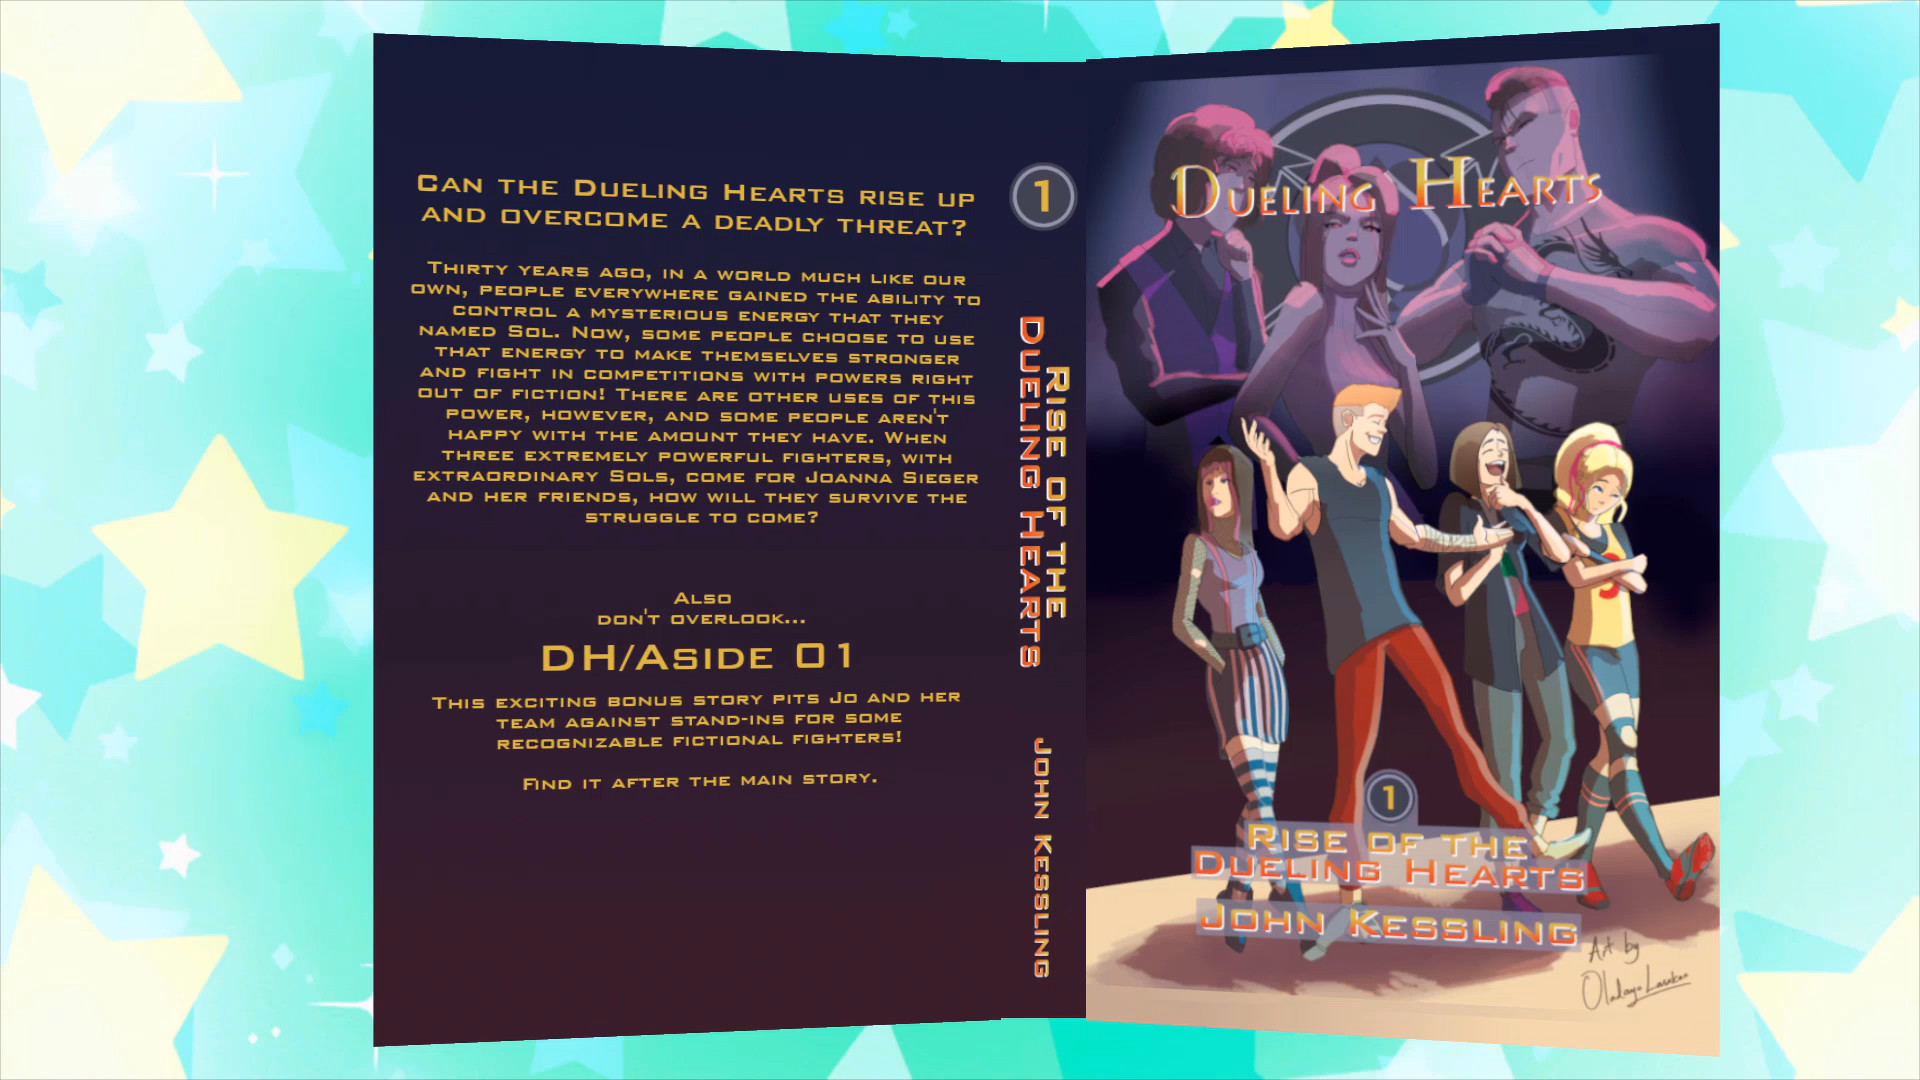 Can the Dueling Hearts rise up
and overcome a deadly threat?
Thirty years ago, in a world much like our
own, people everywhere gained the ability to
control a mysterious energy that they
named Sol. Now, some people choose to use
that energy to make themselves stronger
and fight in competitions with powers right
out of fiction! There are other uses of this
power, however, and some people aren't
happy with the amount they have. When
three extremely powerful fighters, with
extraordinary Sols, come for Joanna Sieger
and her friends, how will they survive the
struggle to come?
Also
don't overlook...
DH/Aside 01
This exciting bonus story pits Jo and her
team against stand-ins for some
recognizable fictional fighters!
Find it after the main story.
1
Rise of the
Dueling Hearts
John Kessling
Dueling Hearts
1
Rise of the
Dueling Hearts
John Kessling
Art by